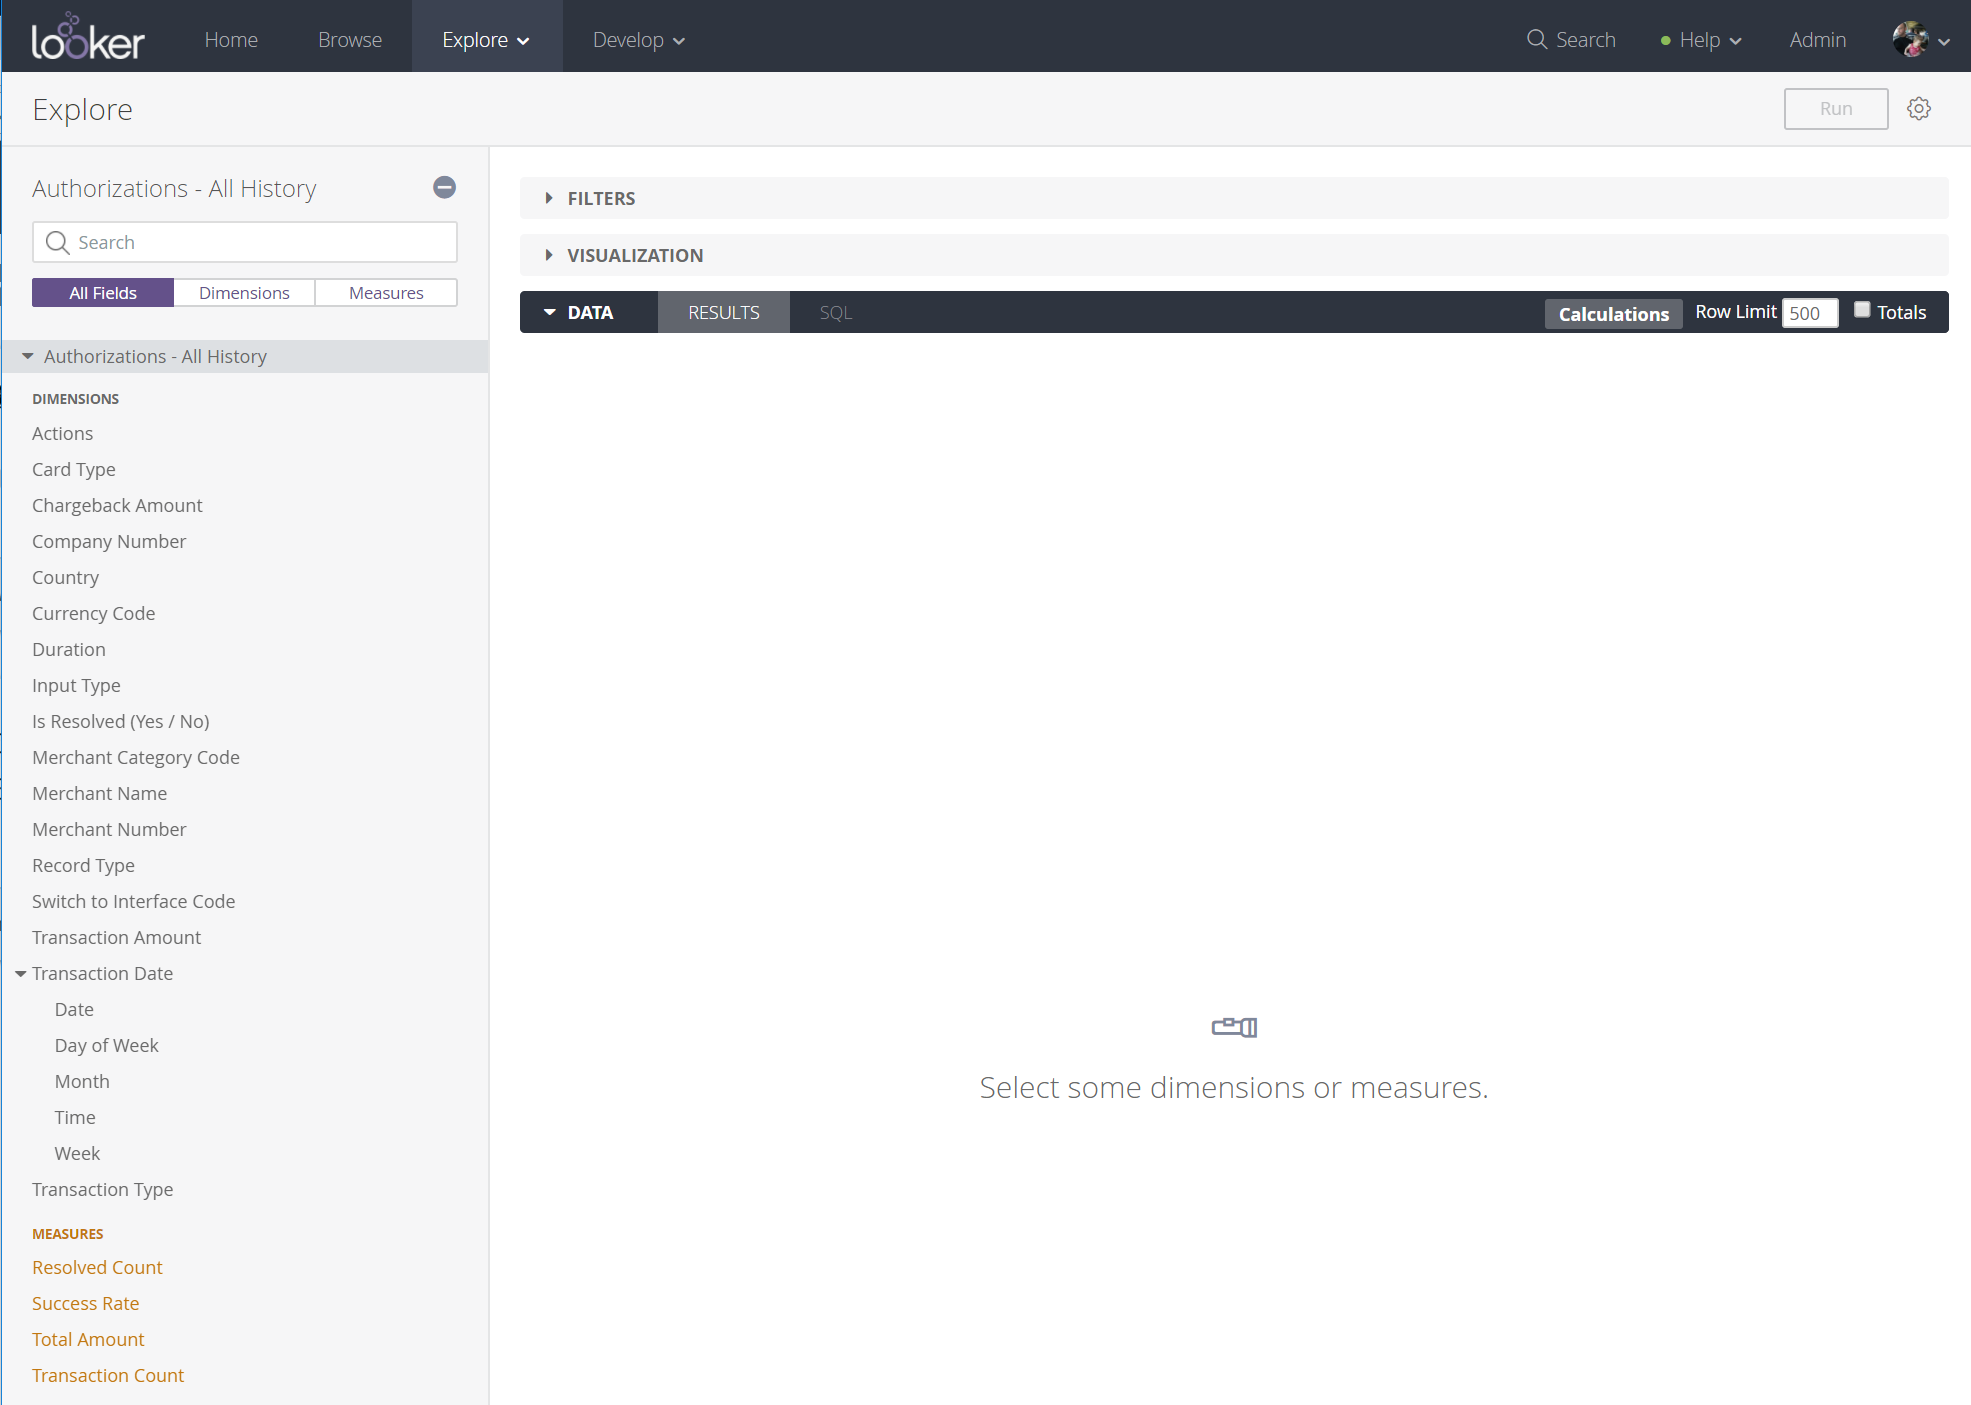 looker
Home Browse Explore Develop Search Help Admin
Explore Run
Authorizations - All History
Search
All Fields Dimensions Measures
Authorizations - All History
DIMENSIONS
Actions
Card Type
Chargeback Amount
Company Number
Country
Currency Code
Duration
Input Type
Is Resolved (Yes / No)
Merchant Category Code
Merchant Name
Merchant Number
Record Type
Switch to Interface Code
Transaction Amount
Transaction Date
Date
Day of Week
Month
Time
Week
Transaction Type
MEASURES
Resolved Count
Success Rate
Total Amount
Transaction Count
FILTERS
VISUALIZATION
DATA RESULTS SQL Calculations Row Limit 500 Totals
Select some dimensions or measures.